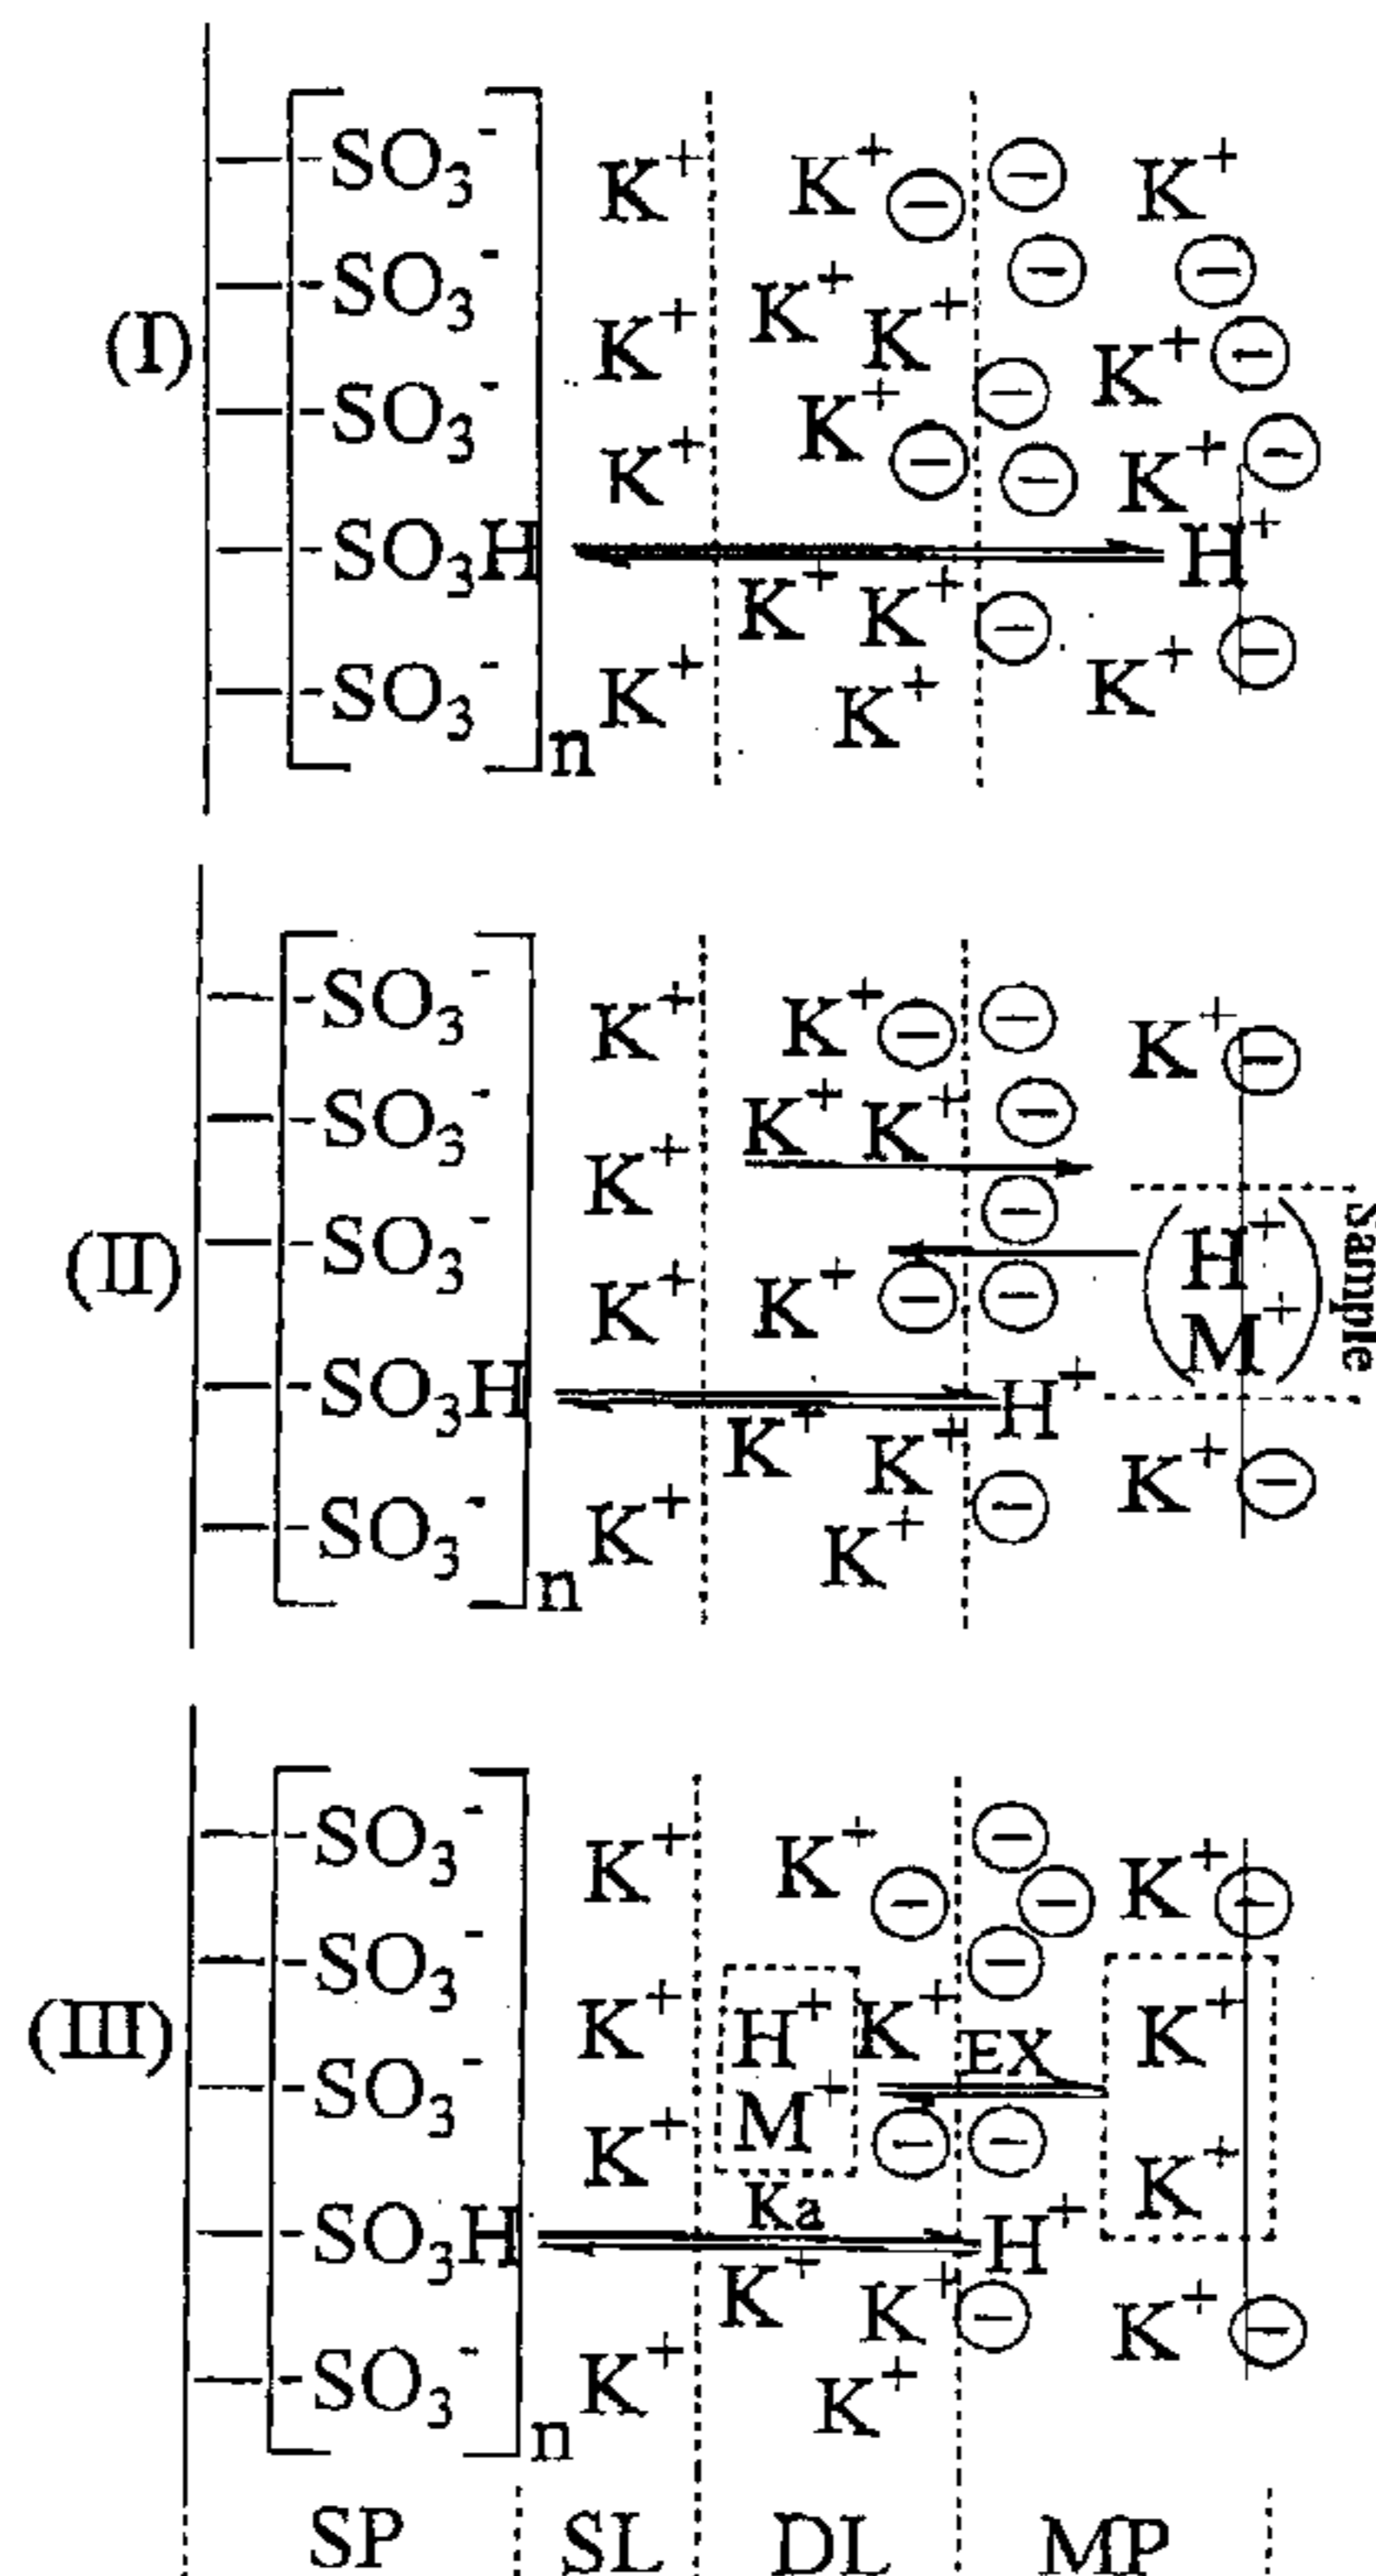 SO₃⁻ K⁺ K⁺ ⊖ ⊖ K⁺
SO₃⁻ K⁺ ⊖ ⊖
(I) K⁺ K⁺ K⁺ ⊖
SO₃⁻ K⁺ ⊖ ⊖
K⁺ ⊖ ⊖ K⁺ ⊖
SO₃H H⁺
K⁺ K⁺ ⊖
SO₃⁻ K⁺ K⁺ K⁺ ⊖
n
SO₃⁻ K⁺ K⁺ ⊖ ⊖ K⁺ ⊖
SO₃⁻ K⁺ K⁺ ⊖
K⁺ ⊖
(II) SO₃⁻ H⁺
K⁺ K⁺ ⊖ ⊖ M⁺
Sample
SO₃H H⁺
K⁺ K⁺ K⁺ ⊖
SO₃⁻ K⁺ K⁺ ⊖
n
SO₃⁻ K⁺ K⁺ ⊖ K⁺
SO₃⁻ ⊖ ⊖ ⊖ ⊖
(III) K⁺ H⁺ K⁺ EX K⁺
SO₃⁻ M⁺
K⁺ ⊖ ⊖ K⁺
Ka
SO₃H H⁺
K⁺ K⁺ ⊖ K⁺ ⊖
SO₃⁻ K⁺ K⁺
n
SP SL DL MP